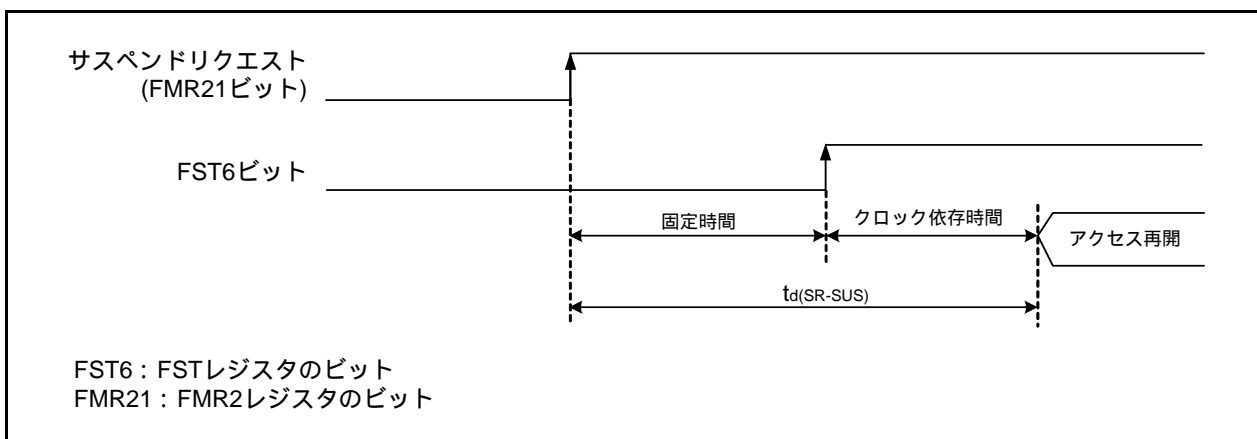 サスペンドリクエスト
(FMR21ビット)
FST6ビット
固定時間
クロック依存時間
アクセス再開
td(SR-SUS)
FST6：FSTレジスタのビット
FMR21：FMR2レジスタのビット